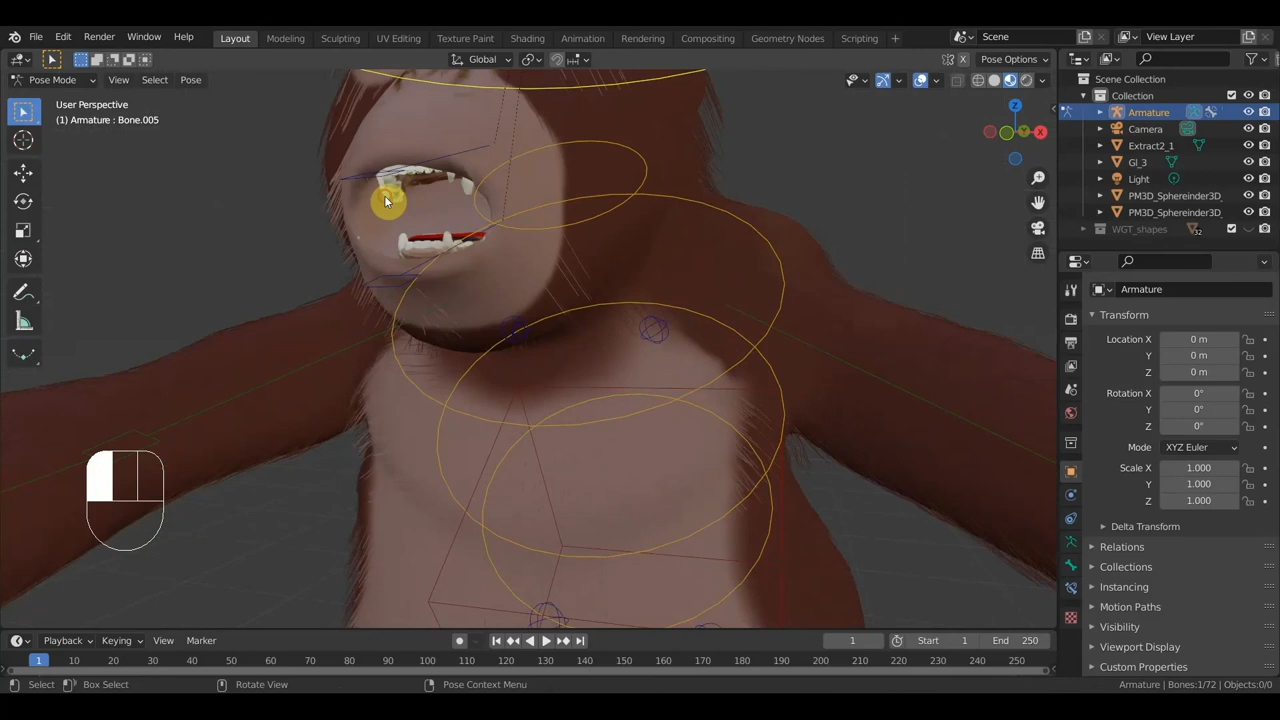 File Edit Render Window Help
Layout Modeling Sculpting UV Editing Texture Paint Shading Animation Rendering Compositing Geometry Nodes Scripting +
Scene
View Layer
Global
Pose Options
Pose Mode View Select Pose
User Perspective
(1) Armature : Bone.005
Z
Y
X
Scene Collection
Collection
Armature
Camera
Extract2_1
Gl_3
Light
PM3D_Sphereinder3D_
PM3D_Sphereinder3D_
WGT_shapes 32
Armature
Transform
Location X 0 m
Y 0 m
Z 0 m
Rotation X 0°
Y 0°
Z 0°
Mode XYZ Euler
Scale X 1.000
Y 1.000
Z 1.000
Delta Transform
Relations
Collections
Instancing
Motion Paths
Visibility
Viewport Display
Custom Properties
Playback Keying View Marker
1 Start 1 End 250
1 10 20 30 40 50 60 70 80 90 100 110 120 130 140 150 160 170 180 190 200 210 220 230 240 250
Select Box Select Rotate View Pose Context Menu
Armature | Bones:1/72 | Objects:0/0